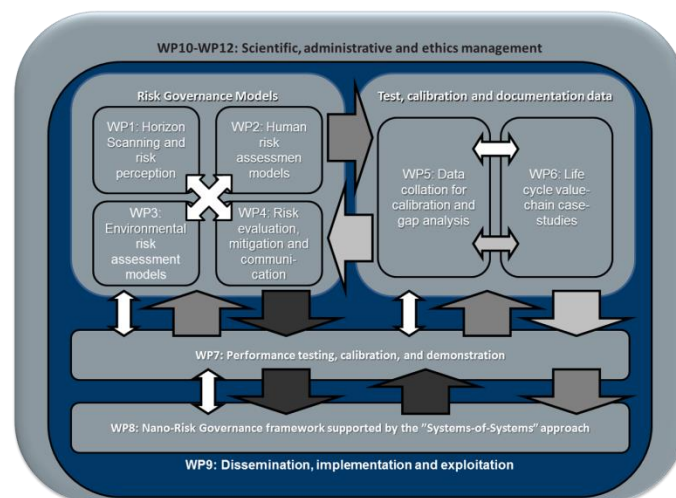 WP10-WP12: Scientific, administrative and ethics management
Risk Governance Models
Test, calibration and documentation data
WP1: Horizon
Scanning and
risk
perception
WP2: Human
risk
assessmen
models
WP3:
Environmental
risk
assessment
models
WP4: Risk
evaluation,
mitigation and
communi-
cation
WP5: Data
collation for
calibration and
gap analysis
WP6: Life
cycle value-
chain case-
studies
WP7: Performance testing, calibration, and demonstration
WP8: Nano-Risk Governance framework supported by the "Systems-of-Systems" approach
WP9: Dissemination, implementation and exploitation